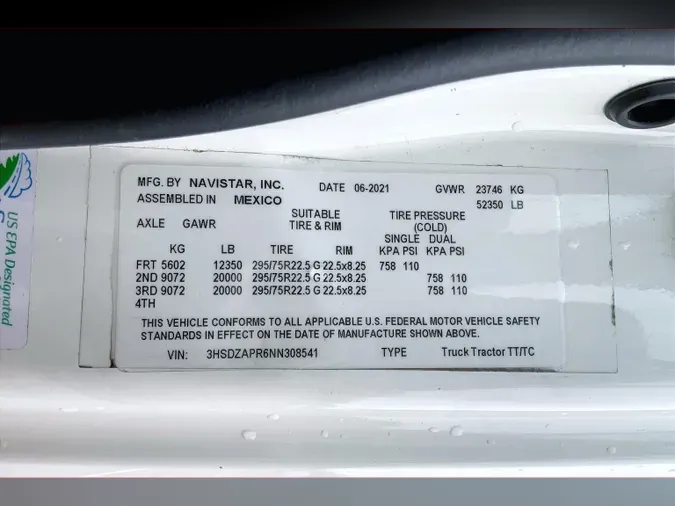 MFG. BY NAVISTAR, INC. DATE 06-2021 GVWR 23746 KG
ASSEMBLED IN MEXICO 52350 LB
AXLE GAWR SUITABLE TIRE & RIM TIRE PRESSURE (COLD)
SINGLE DUAL
KG LB TIRE RIM KPA PSI KPA PSI
FRT 5602 12350 295/75R22.5 G 22.5x8.25 758 110
2ND 9072 20000 295/75R22.5 G 22.5x8.25 758 110
3RD 9072 20000 295/75R22.5 G 22.5x8.25 758 110
4TH
THIS VEHICLE CONFORMS TO ALL APPLICABLE U.S. FEDERAL MOTOR VEHICLE SAFETY
STANDARDS IN EFFECT ON THE DATE OF MANUFACTURE SHOWN ABOVE.
VIN: 3HSDZAPR6NN308541 TYPE Truck Tractor TT/TC
US EPA Designated